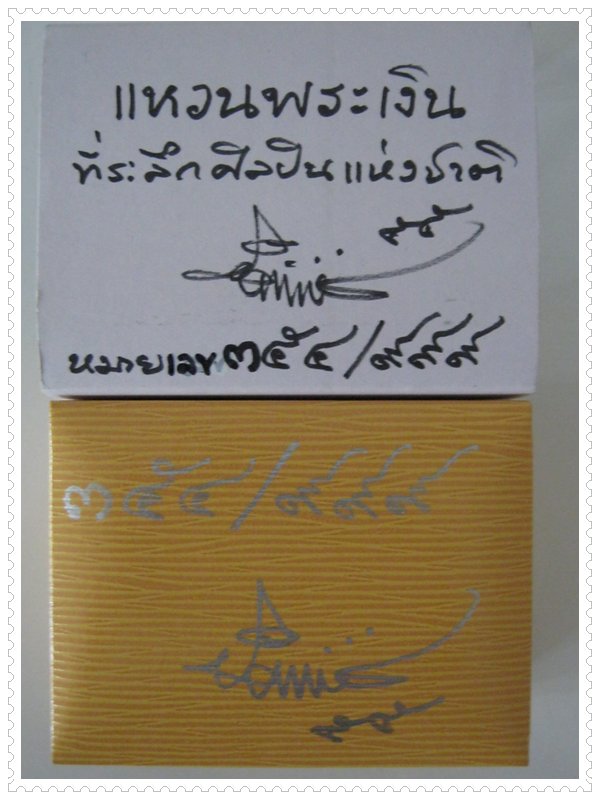 แหวนพระเงิน
ที่ระลึกศิลปินแห่งชาติ
หมายเลข ๓๕๔/๙๙๙
๓๕๔/๙๙๙